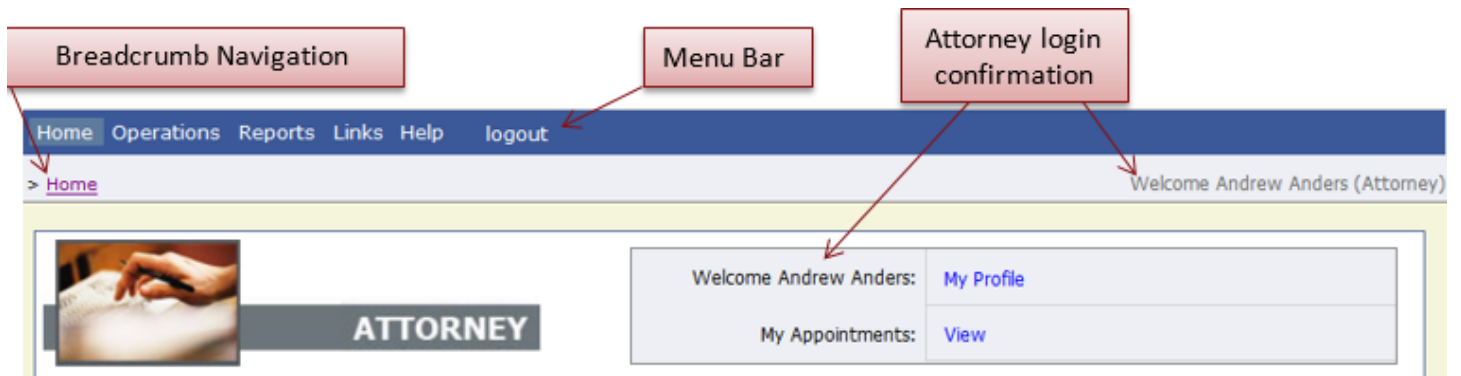 Breadcrumb Navigation
Menu Bar
Attorney login
confirmation
Home Operations Reports Links Help logout
> Home
Welcome Andrew Anders (Attorney)
ATTORNEY
Welcome Andrew Anders: My Profile
My Appointments: View